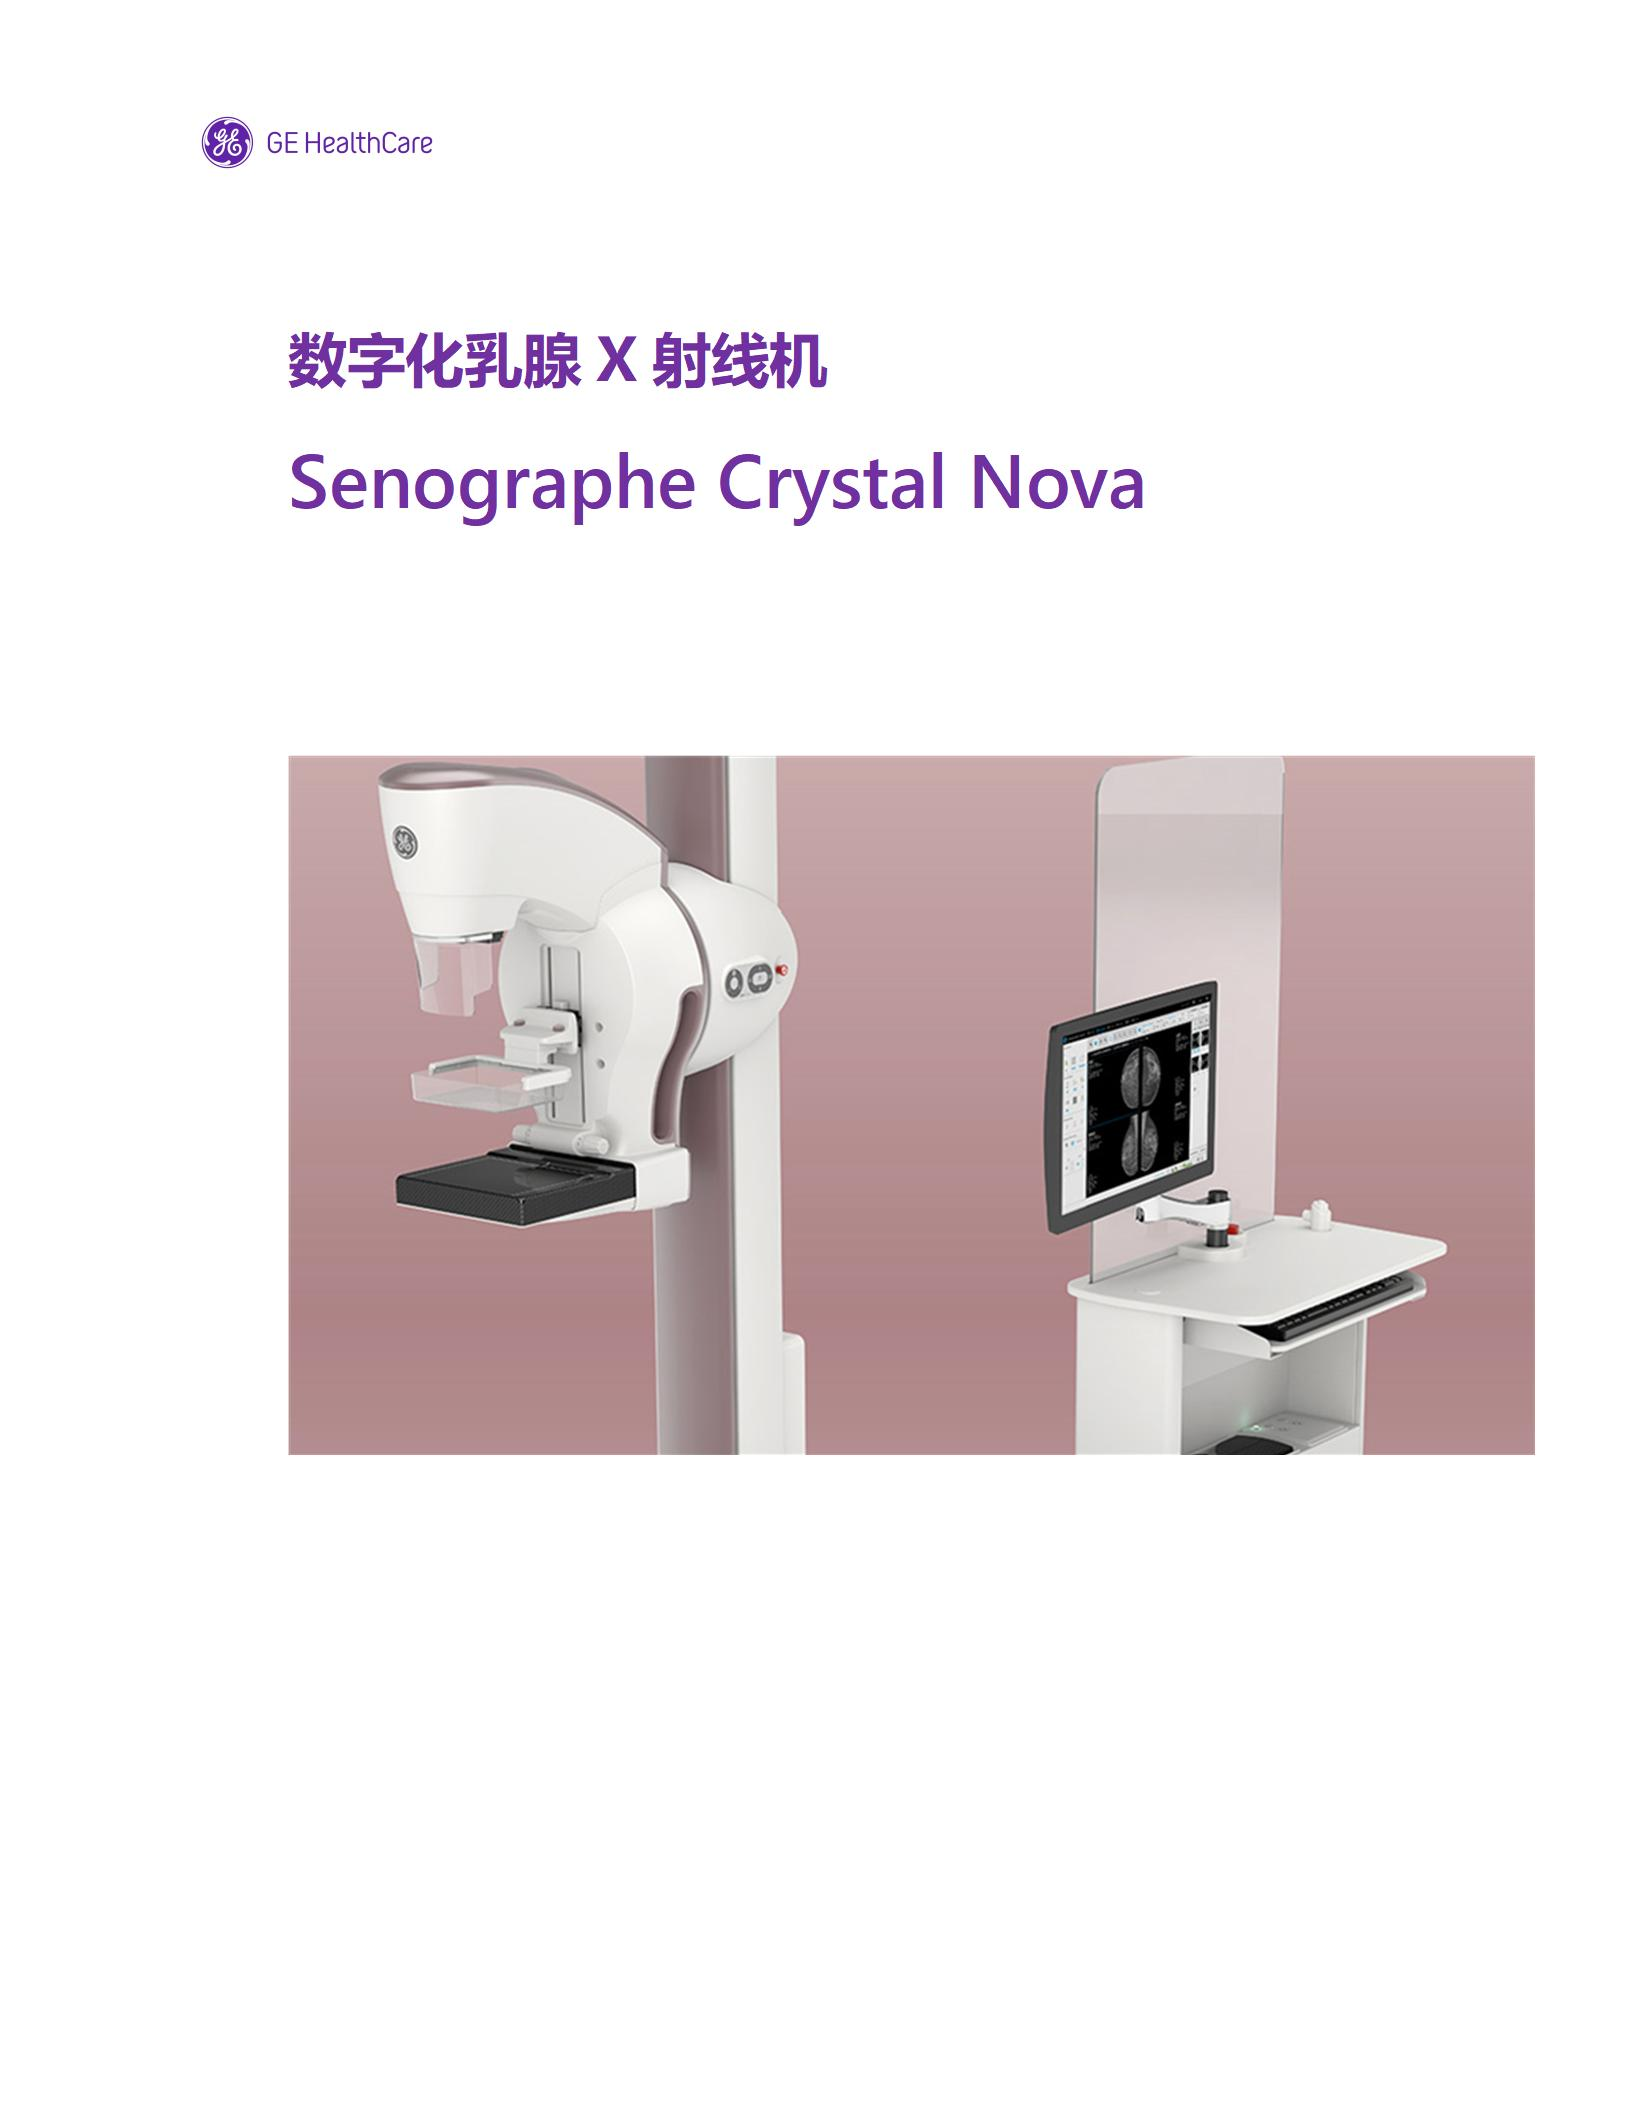 GE HealthCare
数字化乳腺 X 射线机
Senographe Crystal Nova